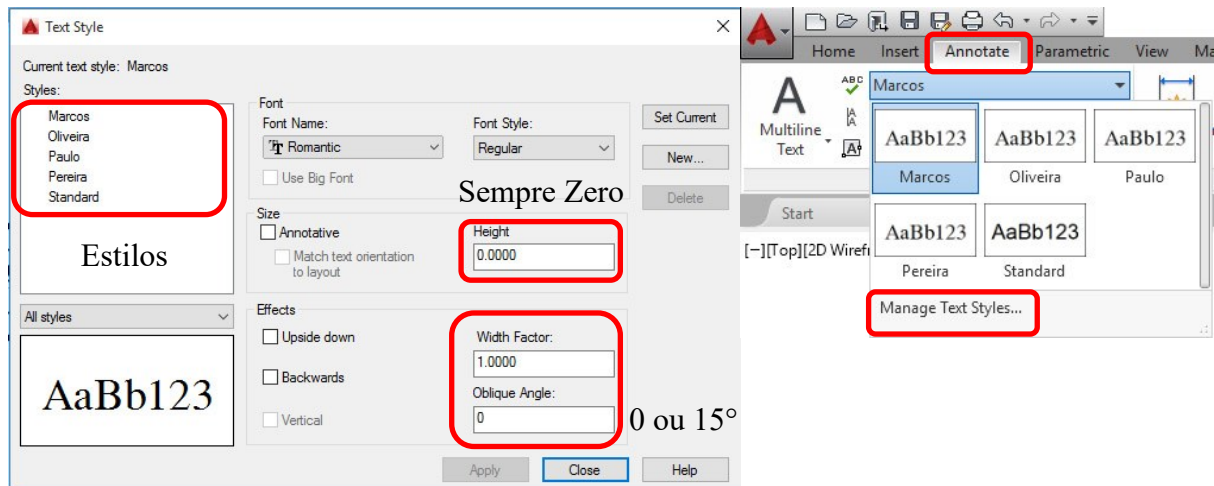 Text Style
Current text style: Marcos
Styles:
Marcos
Oliveira
Paulo
Pereira
Standard
Estilos
All styles
AaBb123
Font
Font Name:
Romantic
Use Big Font
Font Style:
Regular
Sempre Zero
Size
Annotative
Match text orientation
to layout
Height
0.0000
Effects
Upside down
Backwards
Vertical
Width Factor:
1.0000
Oblique Angle:
0
0 ou 15°
Set Current
New...
Delete
Apply
Close
Help
Home Insert Annotate Parametric View
A
Multiline
Text
ABC
Marcos
AaBb123 AaBb123 AaBb123
Marcos Oliveira Paulo
AaBb123 AaBb123
Pereira Standard
Manage Text Styles...
Start
[−][Top][2D